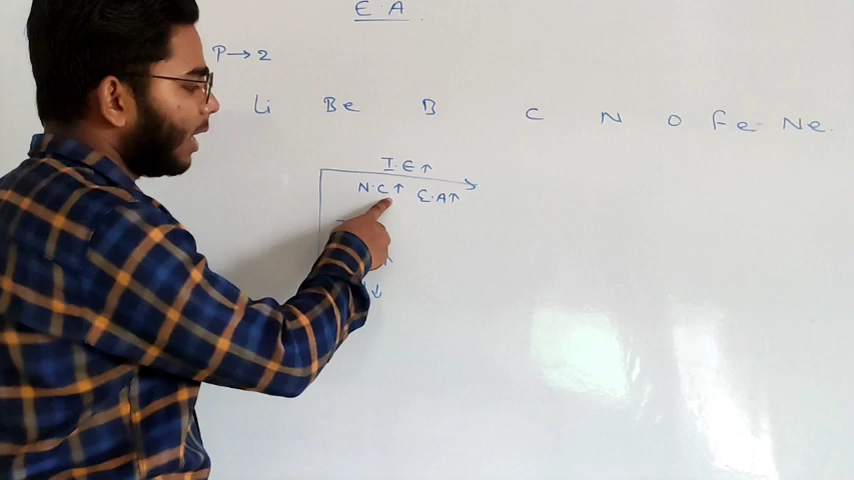 E.A.
P→2
Li Be B C N O Fe Ne.
I.E↑
N.C↑ E.A↑
↓